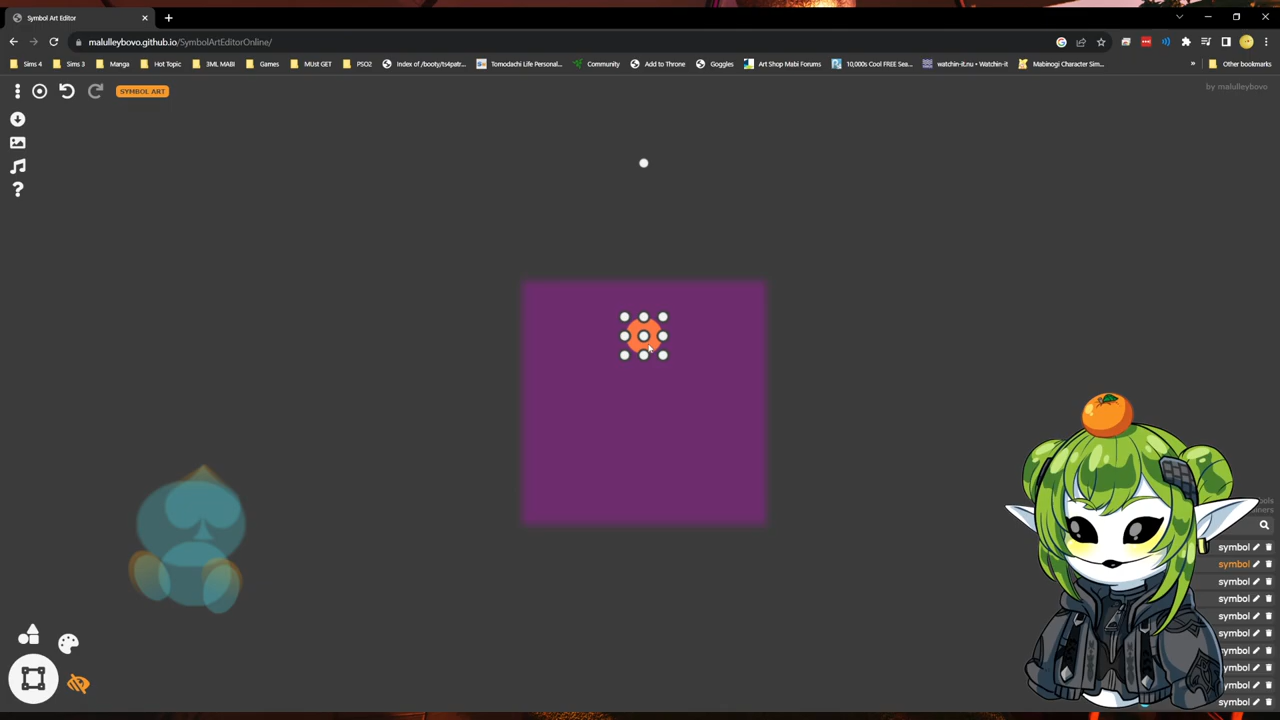 Symbol Art Editor
malulleybovo.github.io/SymbolArtEditorOnline/
Sims 4 Sims 3 Manga Hot Topic 3ML MABI Games MUst GET PSO2 Index of /booty/ts4patr... Tomodachi Life Personal... Community Add to Throne Goggles Art Shop Mabi Forums 10,000s Cool FREE Sea... watchin-it.nu • Watchin-it Mabinogi Character Sim... » Other bookmarks
SYMBOL ART
by malulleybovo
symbol
symbol
symbol
symbol
symbol
symbol
symbol
symbol
symbol